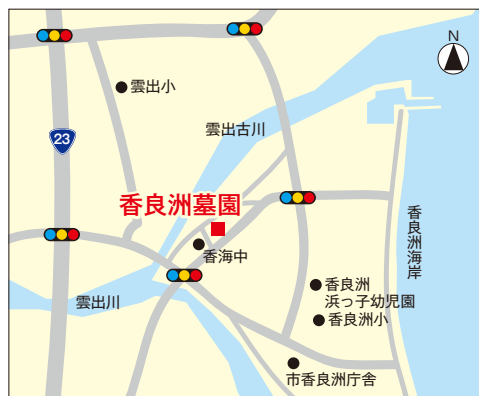 N
雲出小
23
雲出古川
香良洲墓園
香良洲海岸
香海中
雲出川
香良洲
浜っ子幼児園
香良洲小
市香良洲庁舎